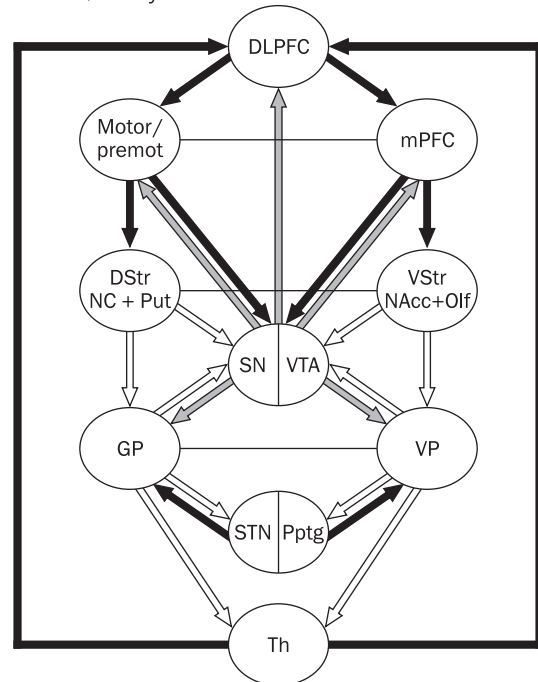 DLPFC
Motor/
premot
mPFC
DStr
NC + Put
VStr
NAcc+Olf
SN
VTA
GP
VP
STN
Pptg
Th